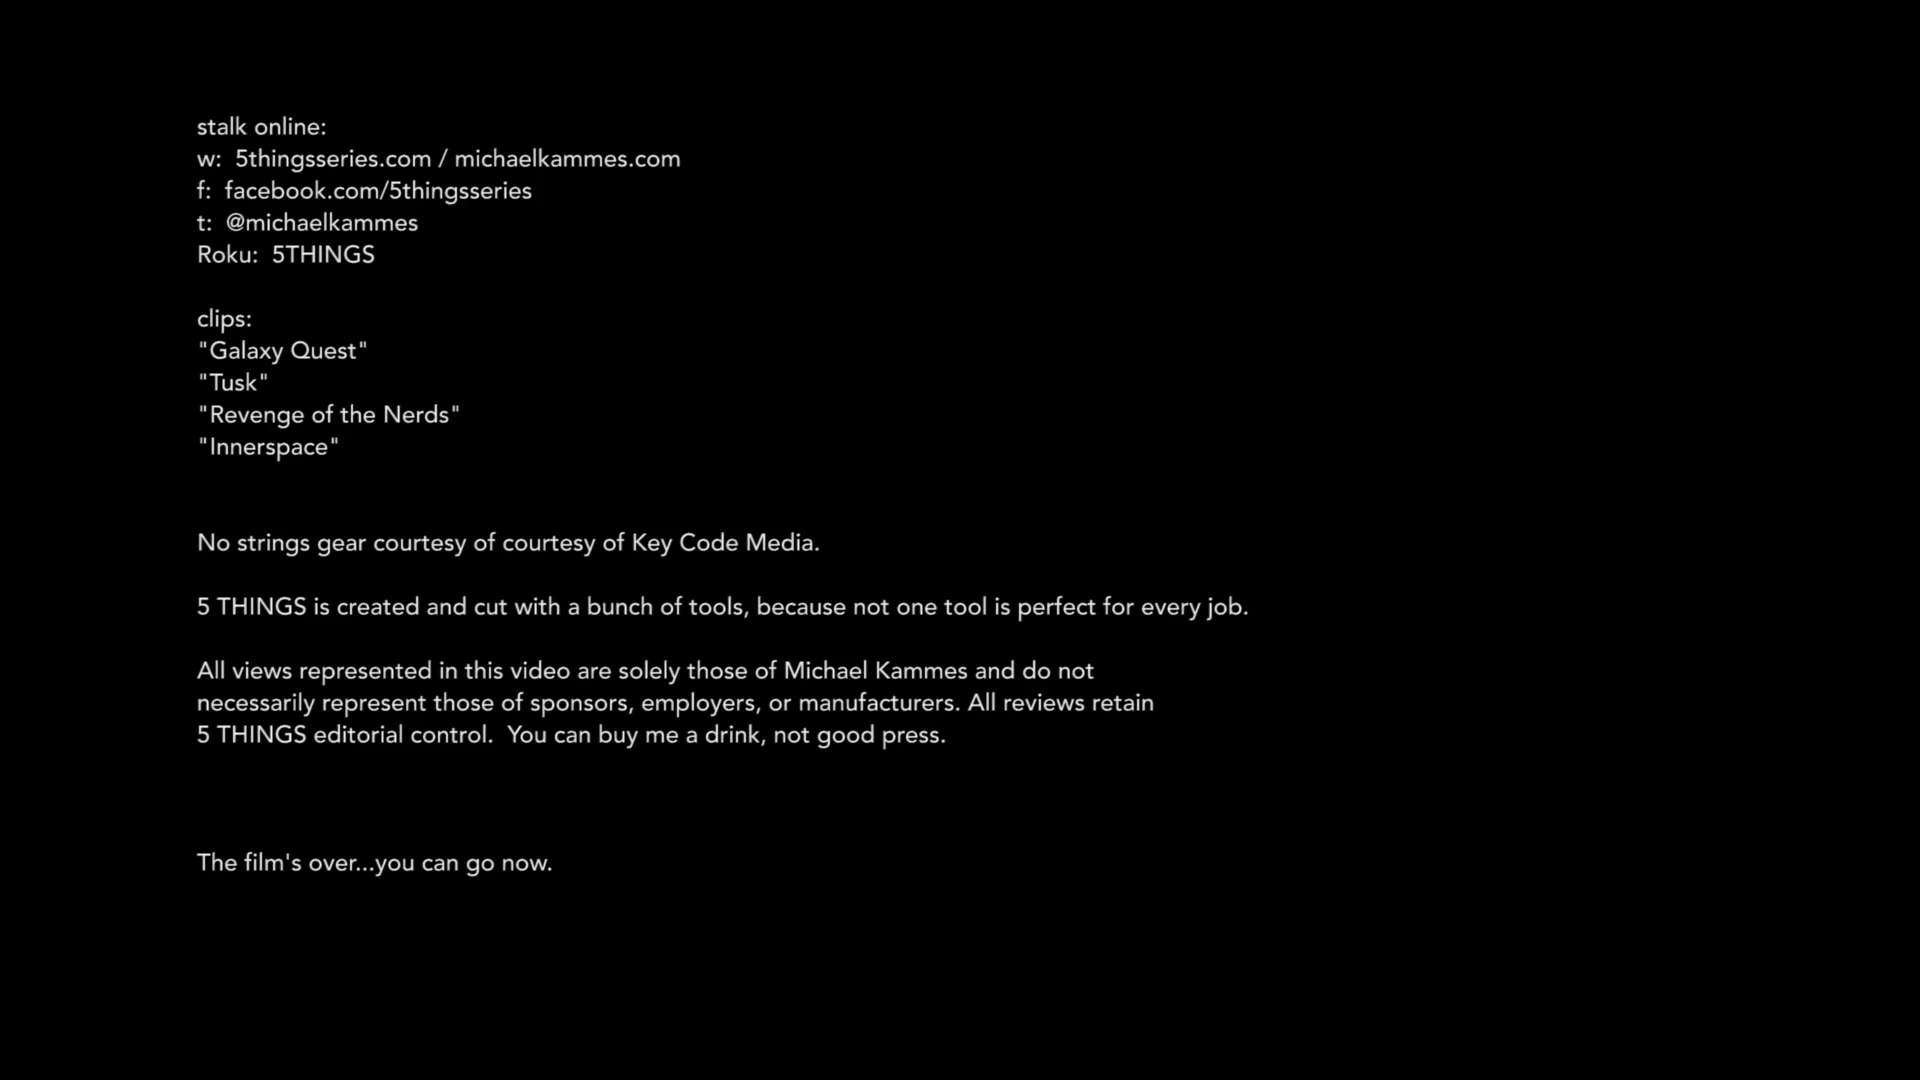 stalk online:
w:  5thingsseries.com / michaelkammes.com
f:  facebook.com/5thingsseries
t:  @michaelkammes
Roku:  5THINGS
clips:
"Galaxy Quest"
"Tusk"
"Revenge of the Nerds"
"Innerspace"
No strings gear courtesy of courtesy of Key Code Media.
5 THINGS is created and cut with a bunch of tools, because not one tool is perfect for every job.
All views represented in this video are solely those of Michael Kammes and do not
necessarily represent those of sponsors, employers, or manufacturers. All reviews retain
5 THINGS editorial control.  You can buy me a drink, not good press.
The film's over...you can go now.